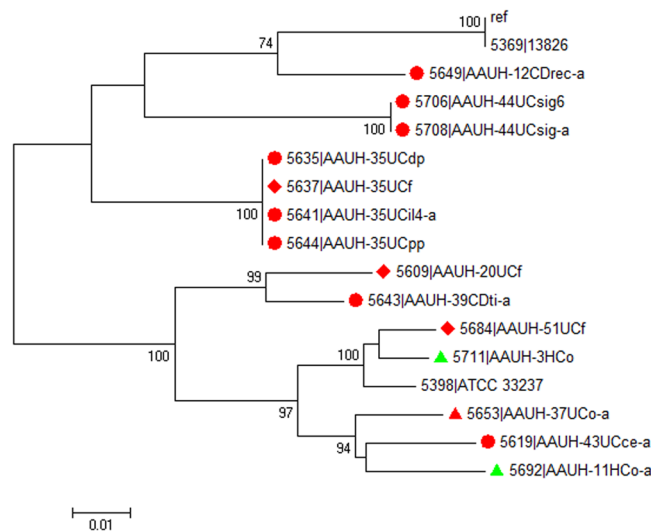 ref
100
5369|13826
74
5649|AAUH-12CDrec-a
5706|AAUH-44UCsig6
100
5708|AAUH-44UCsig-a
5635|AAUH-35UCdp
5637|AAUH-35UCf
100
5641|AAUH-35UCil4-a
5644|AAUH-35UCpp
99
5609|AAUH-20UCf
5643|AAUH-39CDti-a
100
5684|AAUH-51UCf
100
5711|AAUH-3HCo
5398|ATCC 33237
97
5653|AAUH-37UCo-a
94
5619|AAUH-43UCce-a
5692|AAUH-11HCo-a
0.01